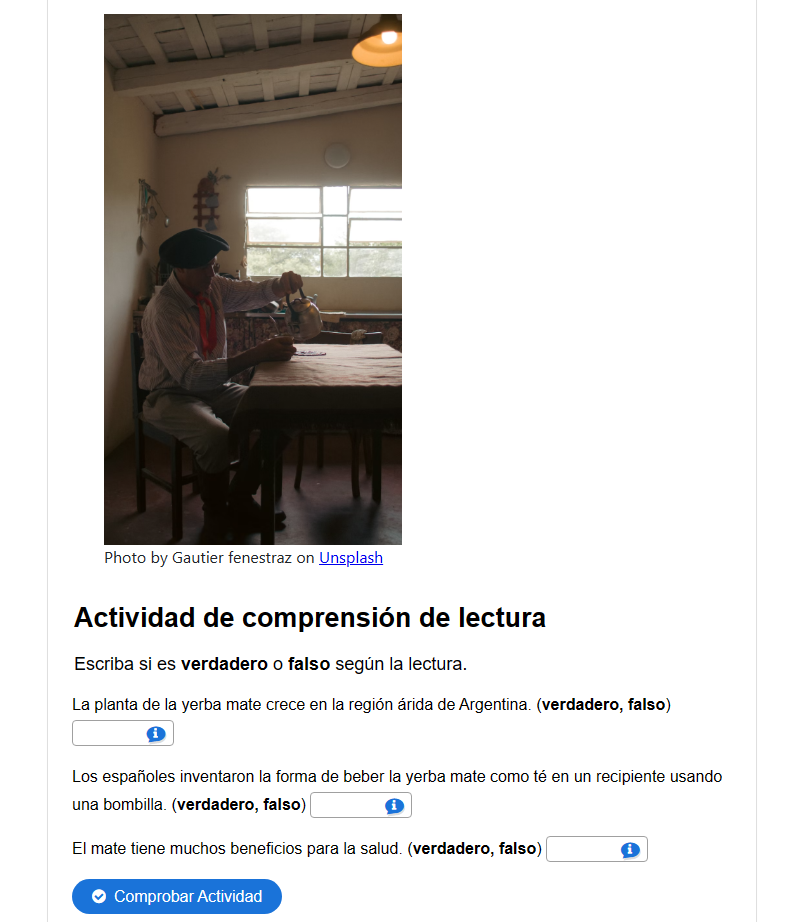 Photo by Gautier fenestraz on Unsplash
Actividad de comprensión de lectura
Escriba si es verdadero o falso según la lectura.
La planta de la yerba mate crece en la región árida de Argentina. (verdadero, falso)
Los españoles inventaron la forma de beber la yerba mate como té en un recipiente usando
una bombilla. (verdadero, falso)
El mate tiene muchos beneficios para la salud. (verdadero, falso)
Comprobar Actividad